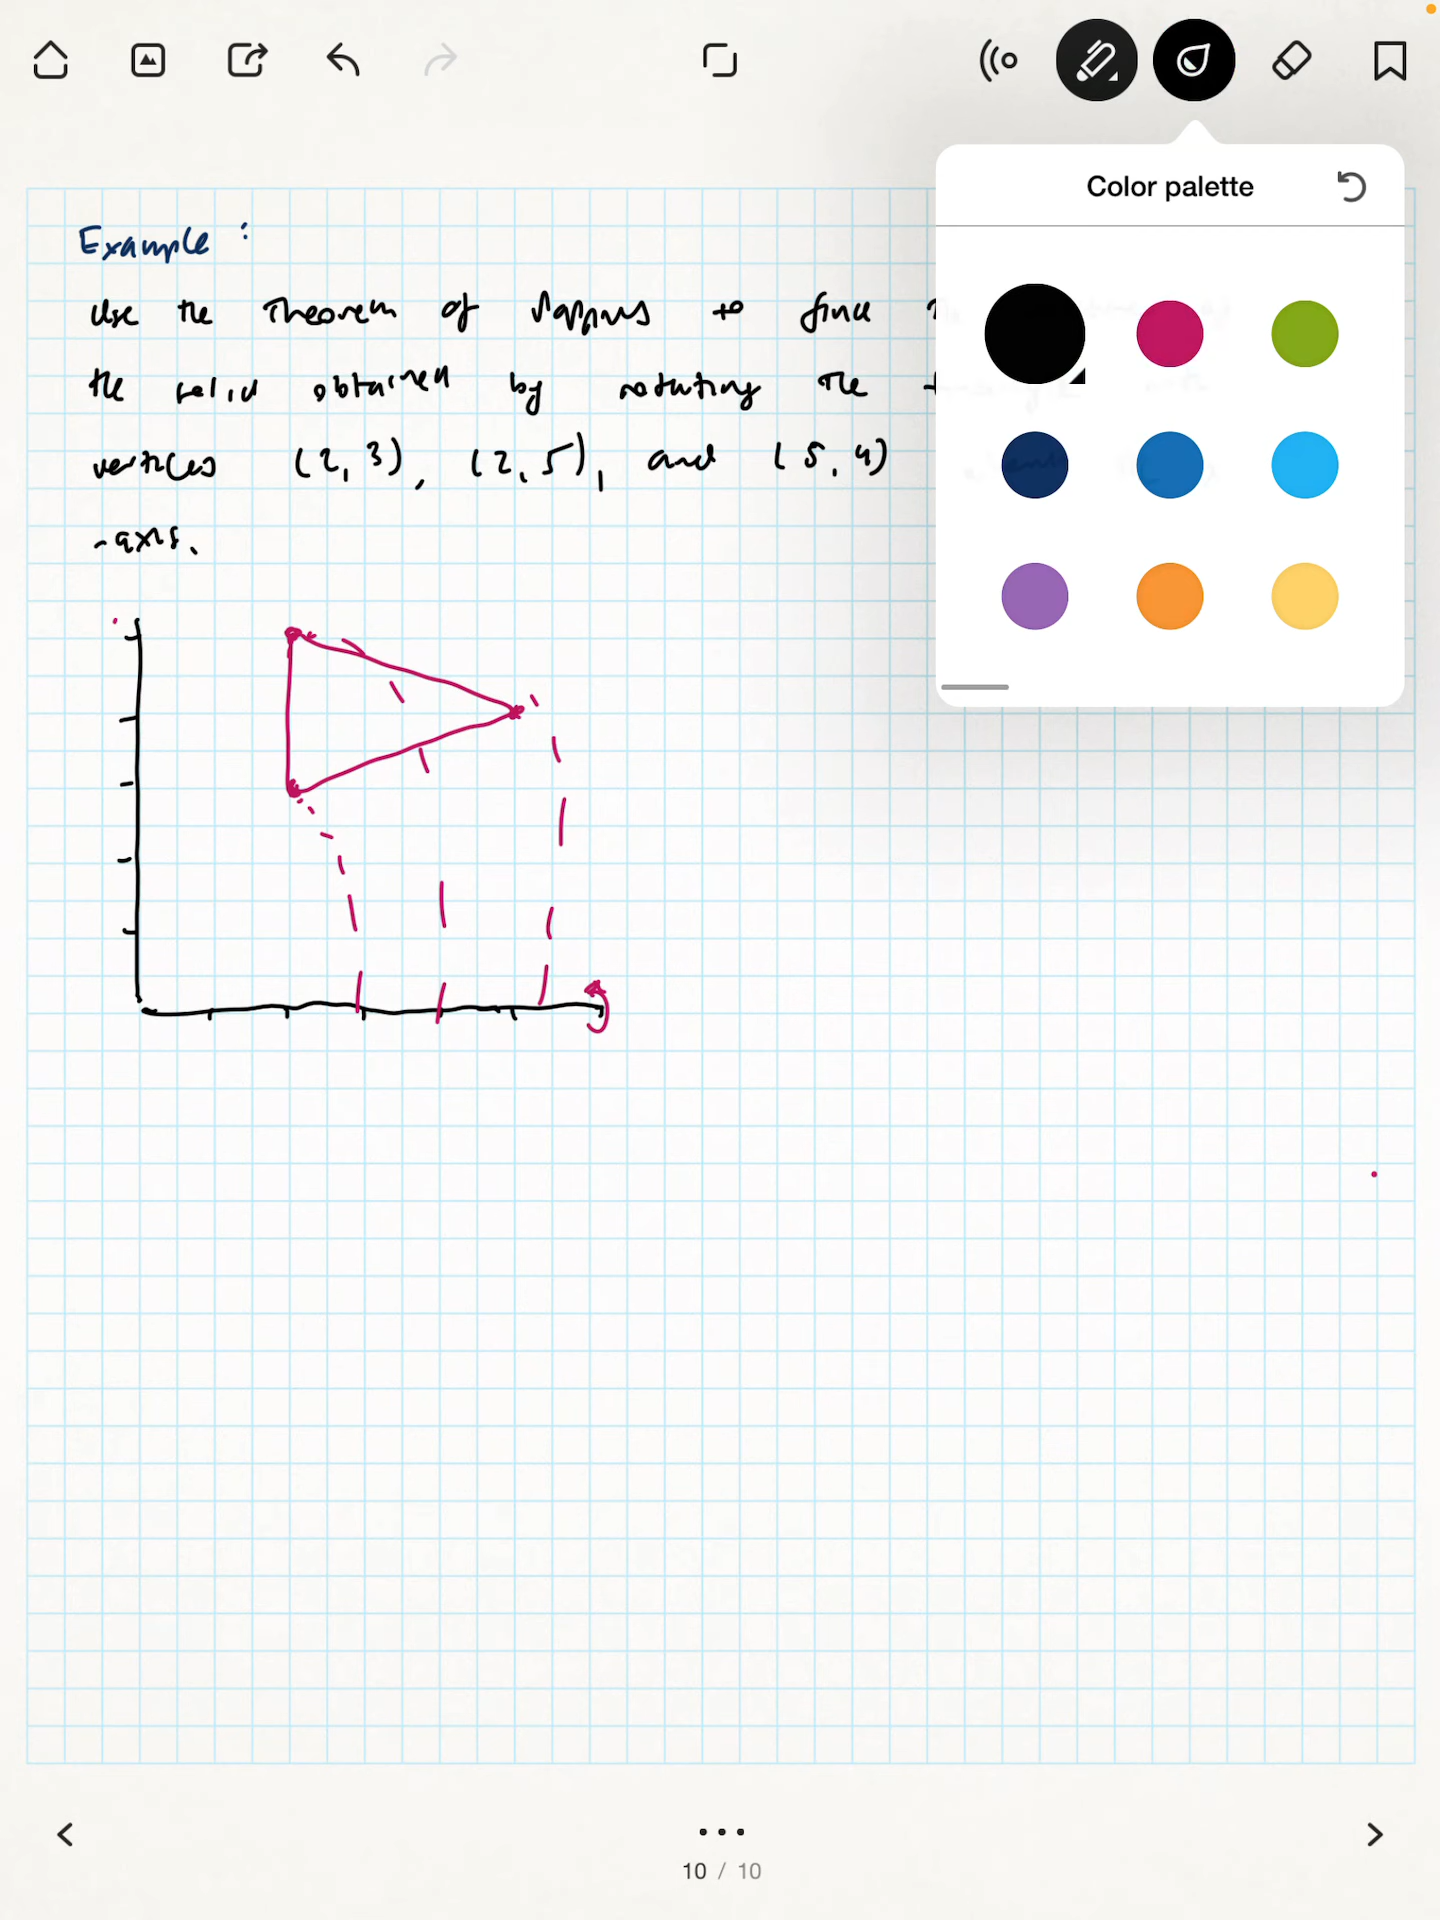 Color palette
Example :
Use the Theorem of Pappus to find
the solid obtained by rotating the
vertices (2, 3), (2, 5), and (5, 4)
-axis.
10 / 10